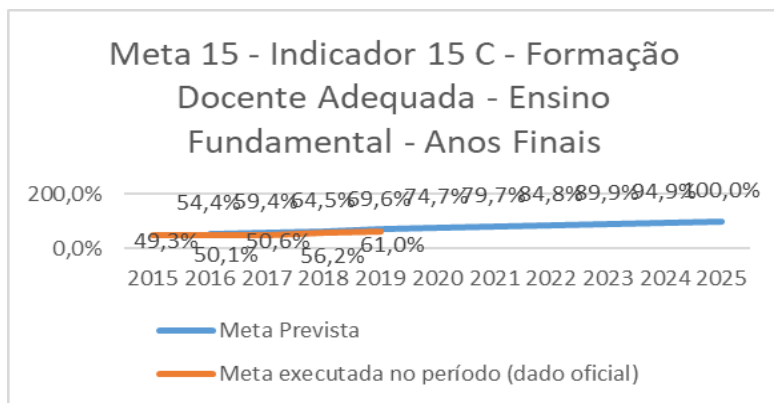 Meta 15 - Indicador 15 C - Formação
Docente Adequada - Ensino
Fundamental - Anos Finais
200,0%
54,4% 59,4% 64,5% 69,6% 74,7% 79,7% 84,8% 89,9% 94,9% 100,0%
0,0%
49,3% 50,1% 50,6% 56,2% 61,0%
2015 2016 2017 2018 2019 2020 2021 2022 2023 2024 2025
Meta Prevista
Meta executada no período (dado oficial)